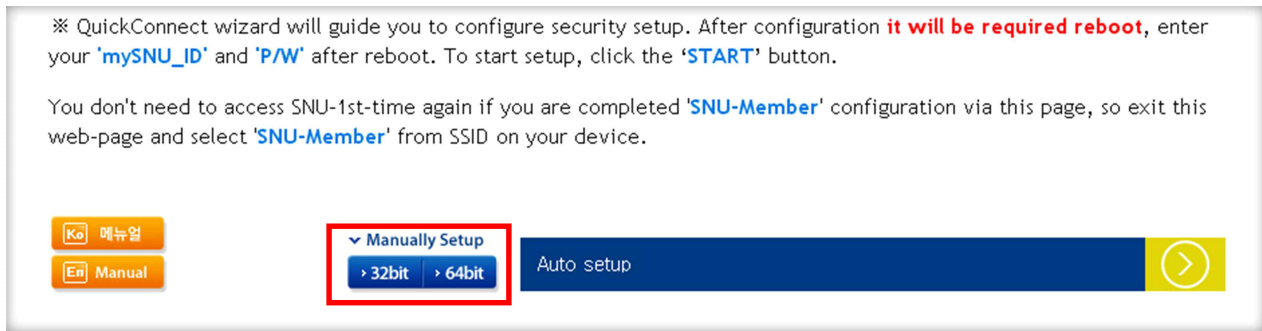 ※ QuickConnect wizard will guide you to configure security setup. After configuration it will be required reboot, enter
your 'mySNU_ID' and 'P/W' after reboot. To start setup, click the ‘START’ button.
You don't need to access SNU-1st-time again if you are completed 'SNU-Member' configuration via this page, so exit this
web-page and select 'SNU-Member' from SSID on your device.
Ko 메뉴얼
En Manual
Manually Setup
32bit 64bit
Auto setup